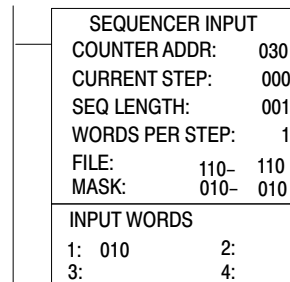 SEQUENCER INPUT
COUNTER ADDR: 030
CURRENT STEP: 000
SEQ LENGTH: 001
WORDS PER STEP: 1
FILE: 110– 110
MASK: 010– 010
INPUT WORDS
1: 010 2:
3: 4: